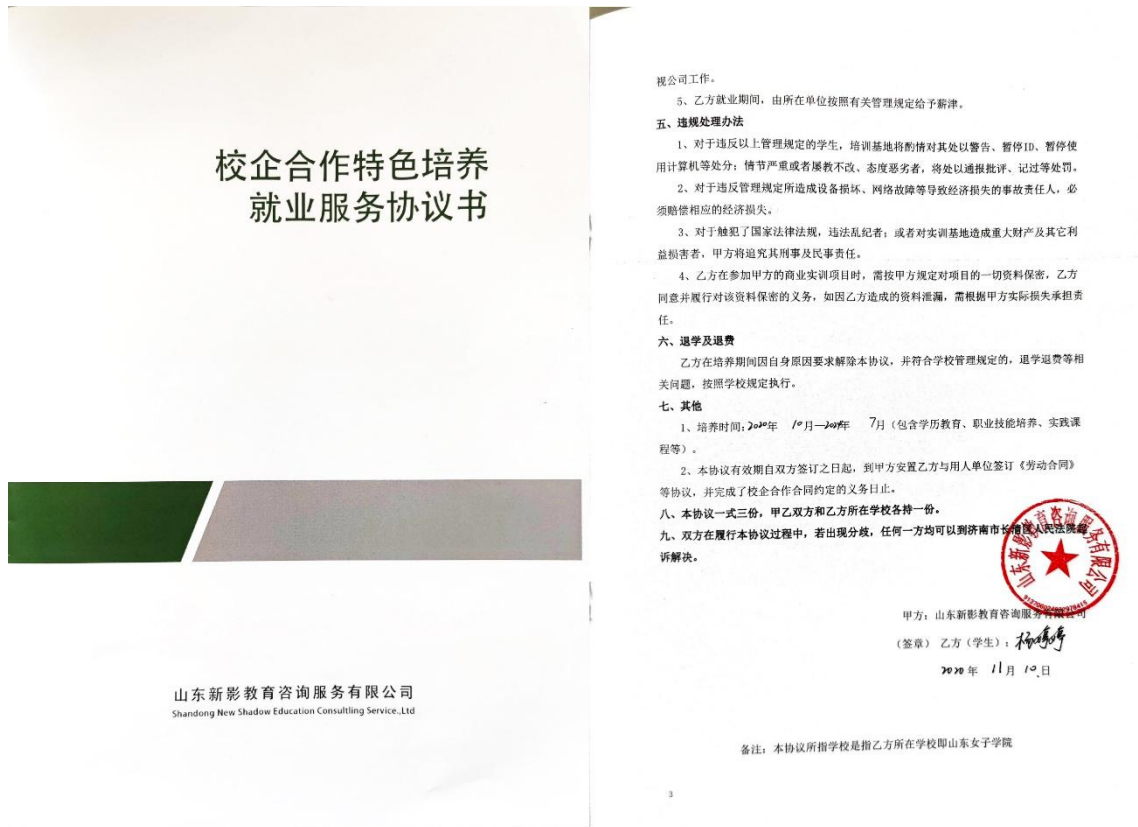 校企合作特色培养
就业服务协议书
山东新影教育咨询服务有限公司
Shandong New Shadow Education Consultling Service.,Ltd
视公司工作。
5、乙方就业期间，由所在单位按照有关管理规定给予薪津。
五、违规处理办法
1、对于违反以上管理规定的学生，培训基地将酌情对其处以警告、暂停ID、暂停使
用计算机等处分；情节严重或者屡教不改、态度恶劣者，将处以通报批评、记过等处罚。
2、对于违反管理规定所造成设备损坏、网络故障等导致经济损失的事故责任人，必
须赔偿相应的经济损失。
3、对于触犯了国家法律法规，违法乱纪者；或者对实训基地造成重大财产及其它利
益损害者，甲方将追究其刑事及民事责任。
4、乙方在参加甲方的商业实训项目时，需按甲方规定对项目的一切资料保密，乙方
同意并履行对该资料保密的义务，如因乙方造成的资料泄漏，需根据甲方实际损失承担责
任。
六、退学及退费
乙方在培养期间因自身原因要求解除本协议，并符合学校管理规定的，退学退费等相
关问题，按照学校规定执行。
七、其他
1、培养时间：2020年 10月—2024年 7月（包含学历教育、职业技能培养、实践课
程等）。
2、本协议有效期自双方签订之日起，到甲方安置乙方与用人单位签订《劳动合同》
等协议，并完成了校企合作合同约定的义务日止。
八、本协议一式三份，甲乙双方和乙方所在学校各持一份。
九、双方在履行本协议过程中，若出现分歧，任何一方均可以到济南市长清区人民法院起
诉解决。
山东新影教育咨询服务有限公司
甲方：山东新影教育咨询服务有限公司
（签章） 乙方（学生）：杨婷婷
2020年 11月 10日
备注：本协议所指学校是指乙方所在学校即山东女子学院
3